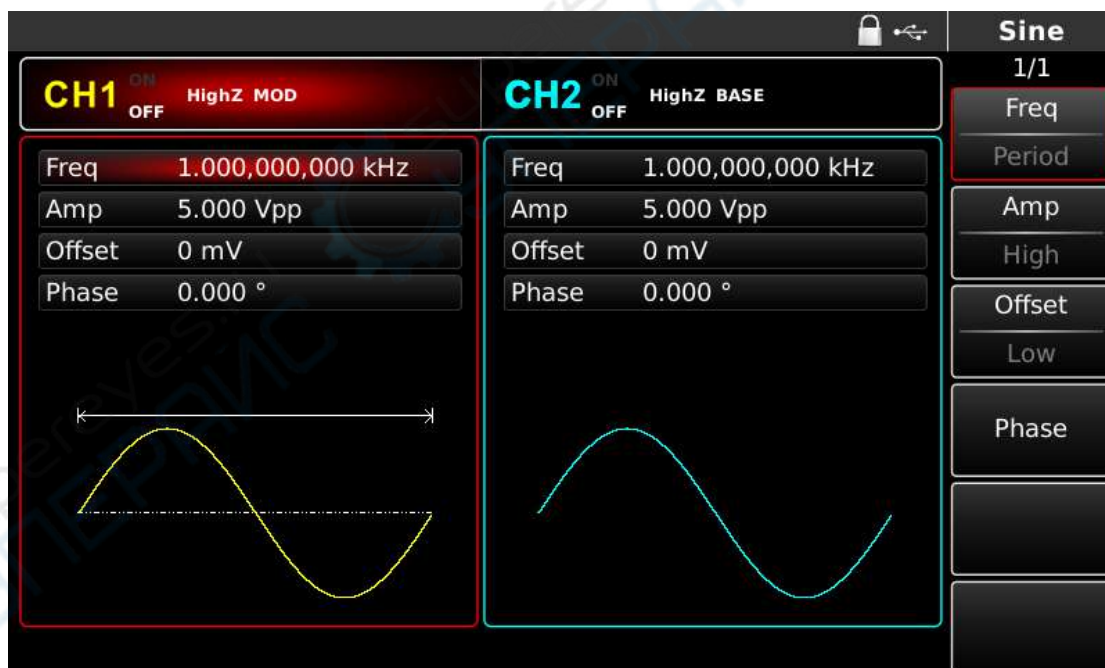 Sine
1/1
CH1 ON OFF HighZ MOD
CH2 ON OFF HighZ BASE
Freq 1.000,000,000 kHz
Amp 5.000 Vpp
Offset 0 mV
Phase 0.000 °
Freq 1.000,000,000 kHz
Amp 5.000 Vpp
Offset 0 mV
Phase 0.000 °
Freq
Period
Amp
High
Offset
Low
Phase